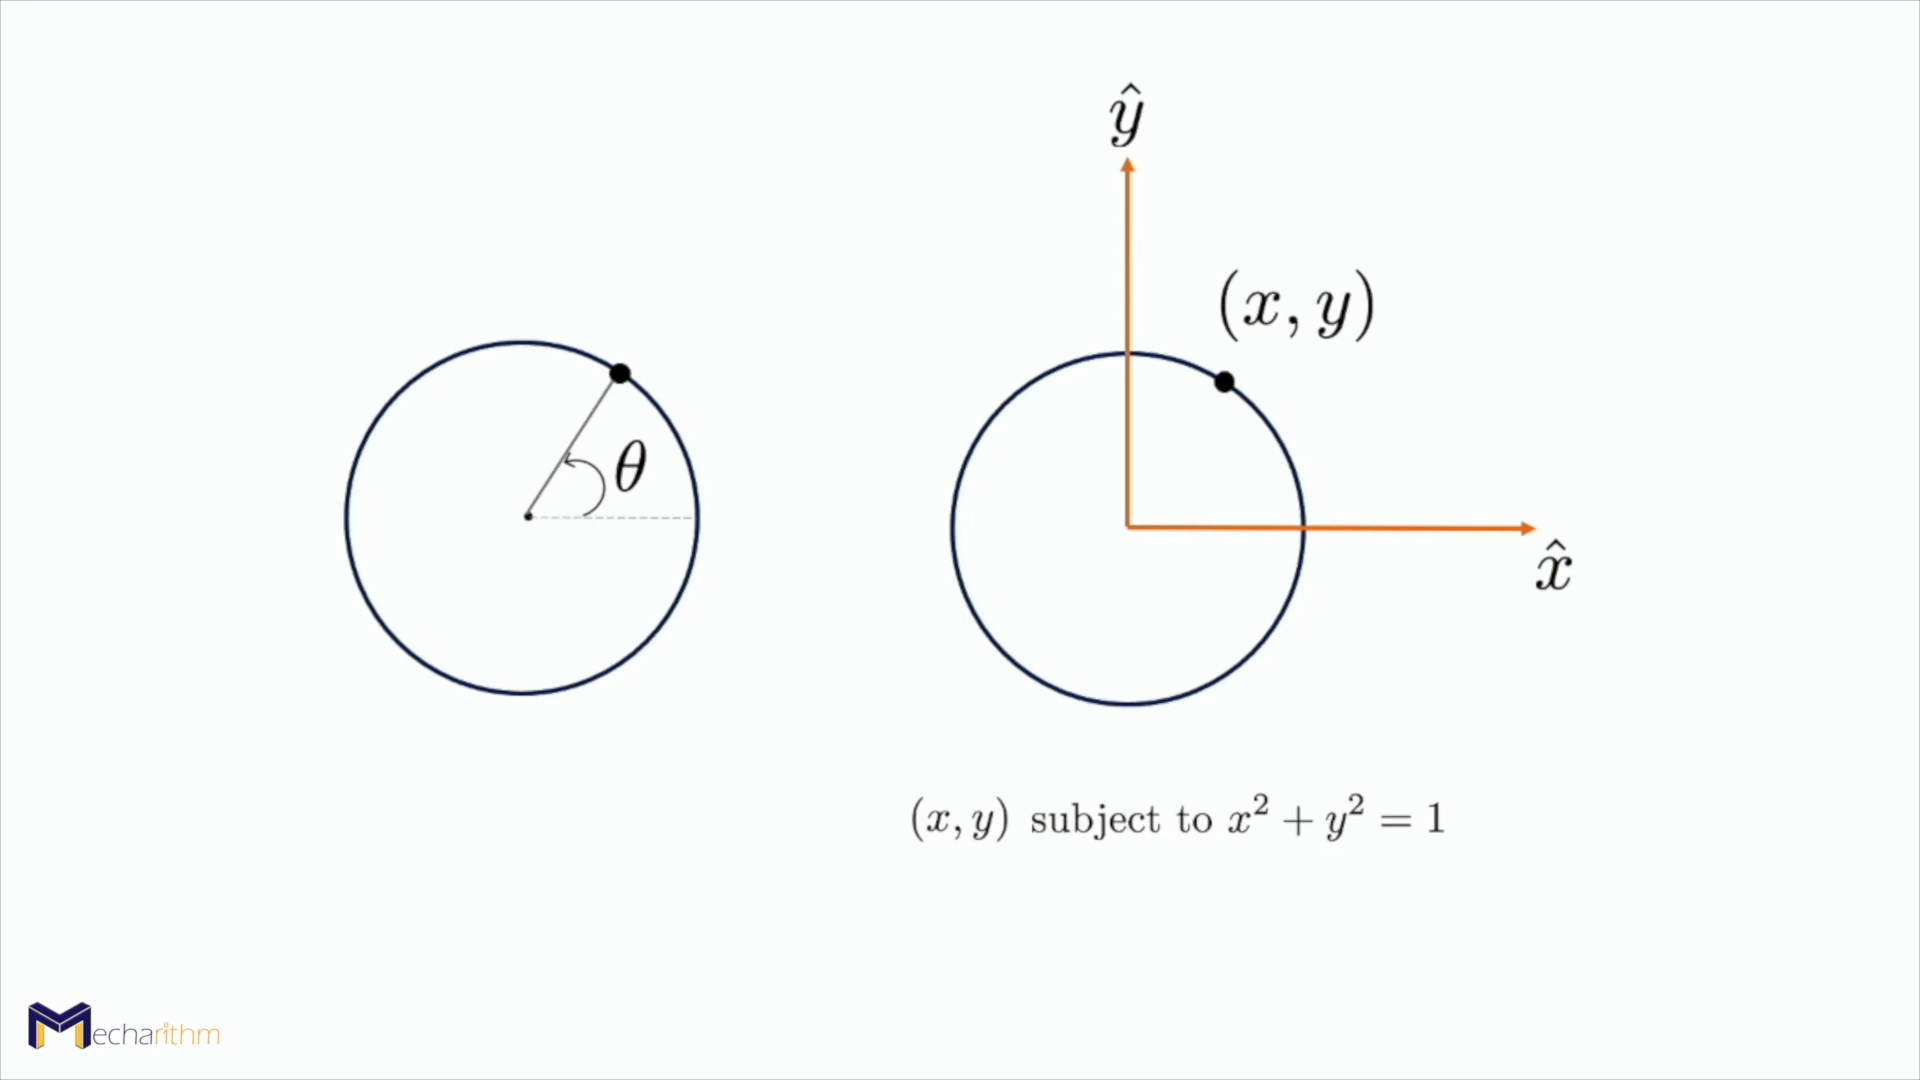 ŷ
(x, y)
θ
x̂
(x, y) subject to x² + y² = 1
Mecharithm